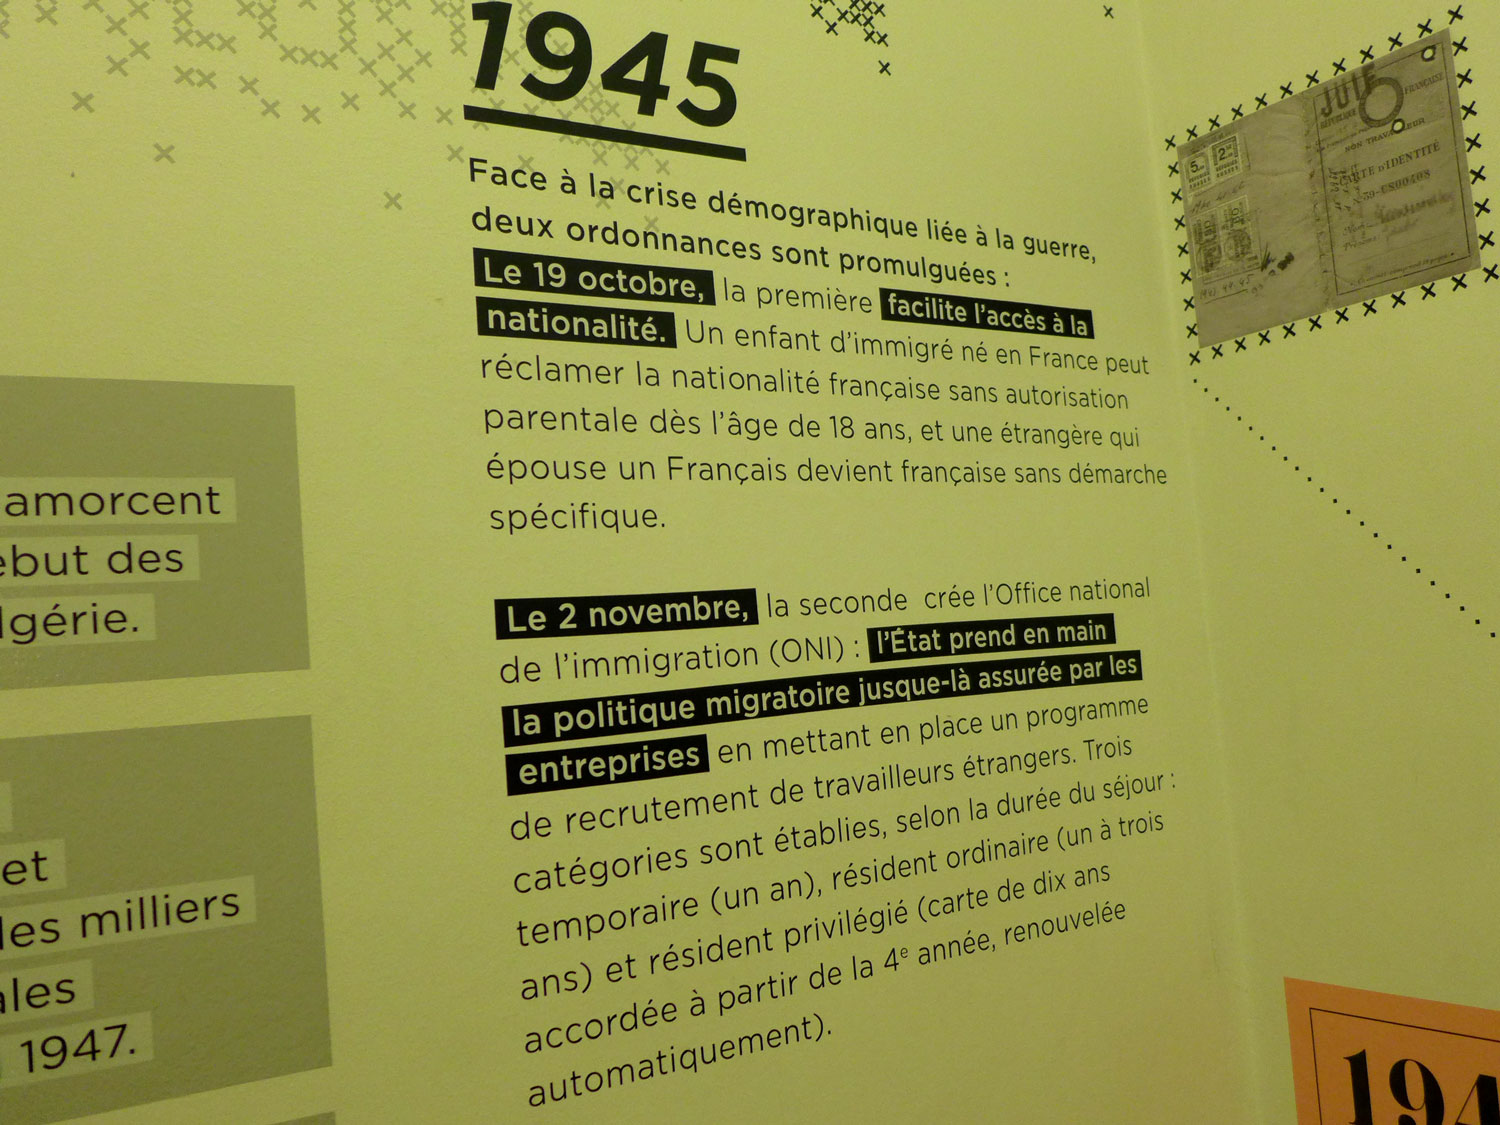 1945
Face à la crise démographique liée à la guerre,
deux ordonnances sont promulguées :
Le 19 octobre, la première facilite l'accès à la
nationalité. Un enfant d'immigré né en France peut
réclamer la nationalité française sans autorisation
parentale dès l'âge de 18 ans, et une étrangère qui
épouse un Français devient française sans démarche
spécifique.
Le 2 novembre, la seconde crée l'Office national
de l'immigration (ONI) : l'État prend en main
la politique migratoire jusque-là assurée par les
entreprises en mettant en place un programme
de recrutement de travailleurs étrangers. Trois
catégories sont établies, selon la durée du séjour :
temporaire (un an), résident ordinaire (un à trois
ans) et résident privilégié (carte de dix ans
accordée à partir de la 4e année, renouvelée
automatiquement).
amorcent
ebut des
lgérie.
et
les milliers
ales
1947.
JUIF
FRANÇAISE
NON TRAVAILLEUR
CARTE D'IDENTITÉ
194